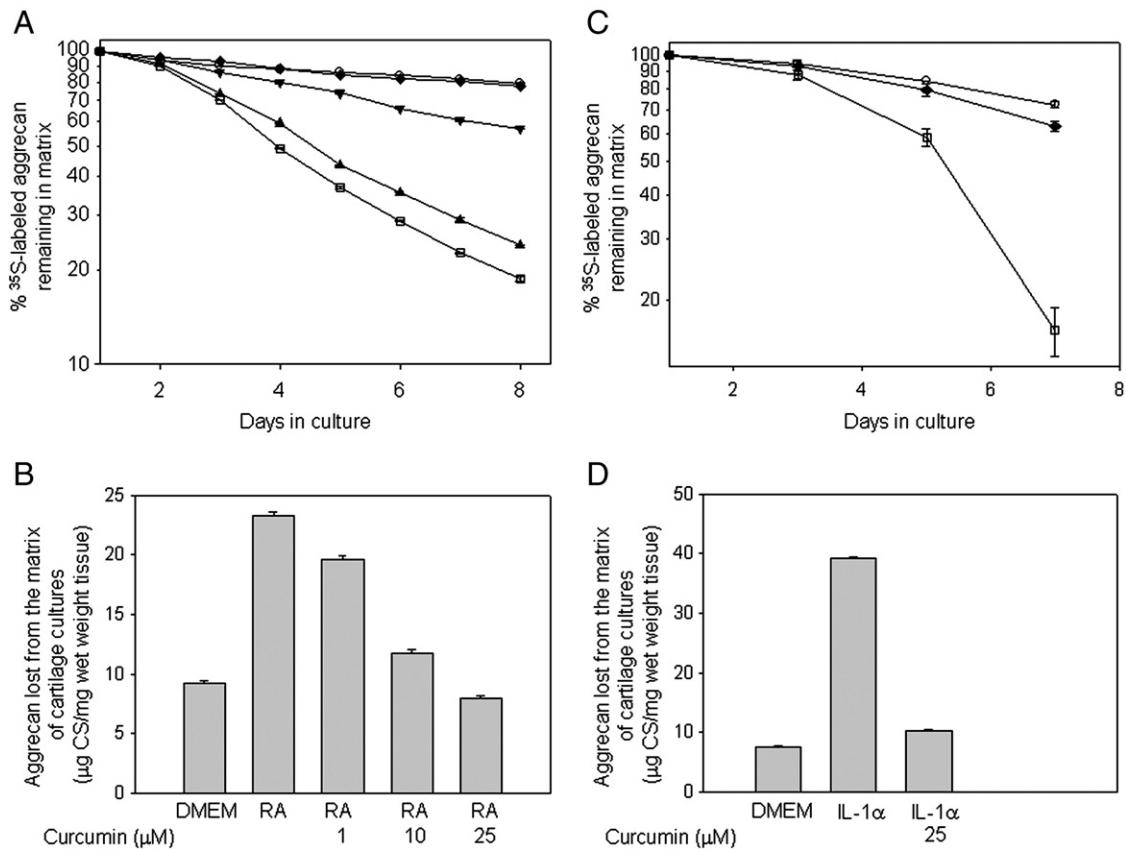 A
% ³⁵S-labeled aggrecan
remaining in matrix
100
90
80
70
60
50
40
30
20
10
2
4
6
8
Days in culture
C
% ³⁵S-labeled aggrecan
remaining in matrix
100
90
80
70
60
50
40
30
20
2
4
6
8
Days in culture
B
Aggrecan lost from the matrix
of cartilage cultures
(µg CS/mg wet weight tissue)
25
20
15
10
5
0
DMEM RA RA RA RA
Curcumin (µM) 1 10 25
D
Aggrecan lost from the matrix
of cartilage cultures
(µg CS/mg wet weight tissue)
50
40
30
20
10
0
DMEM IL-1α IL-1α
Curcumin (µM) 25